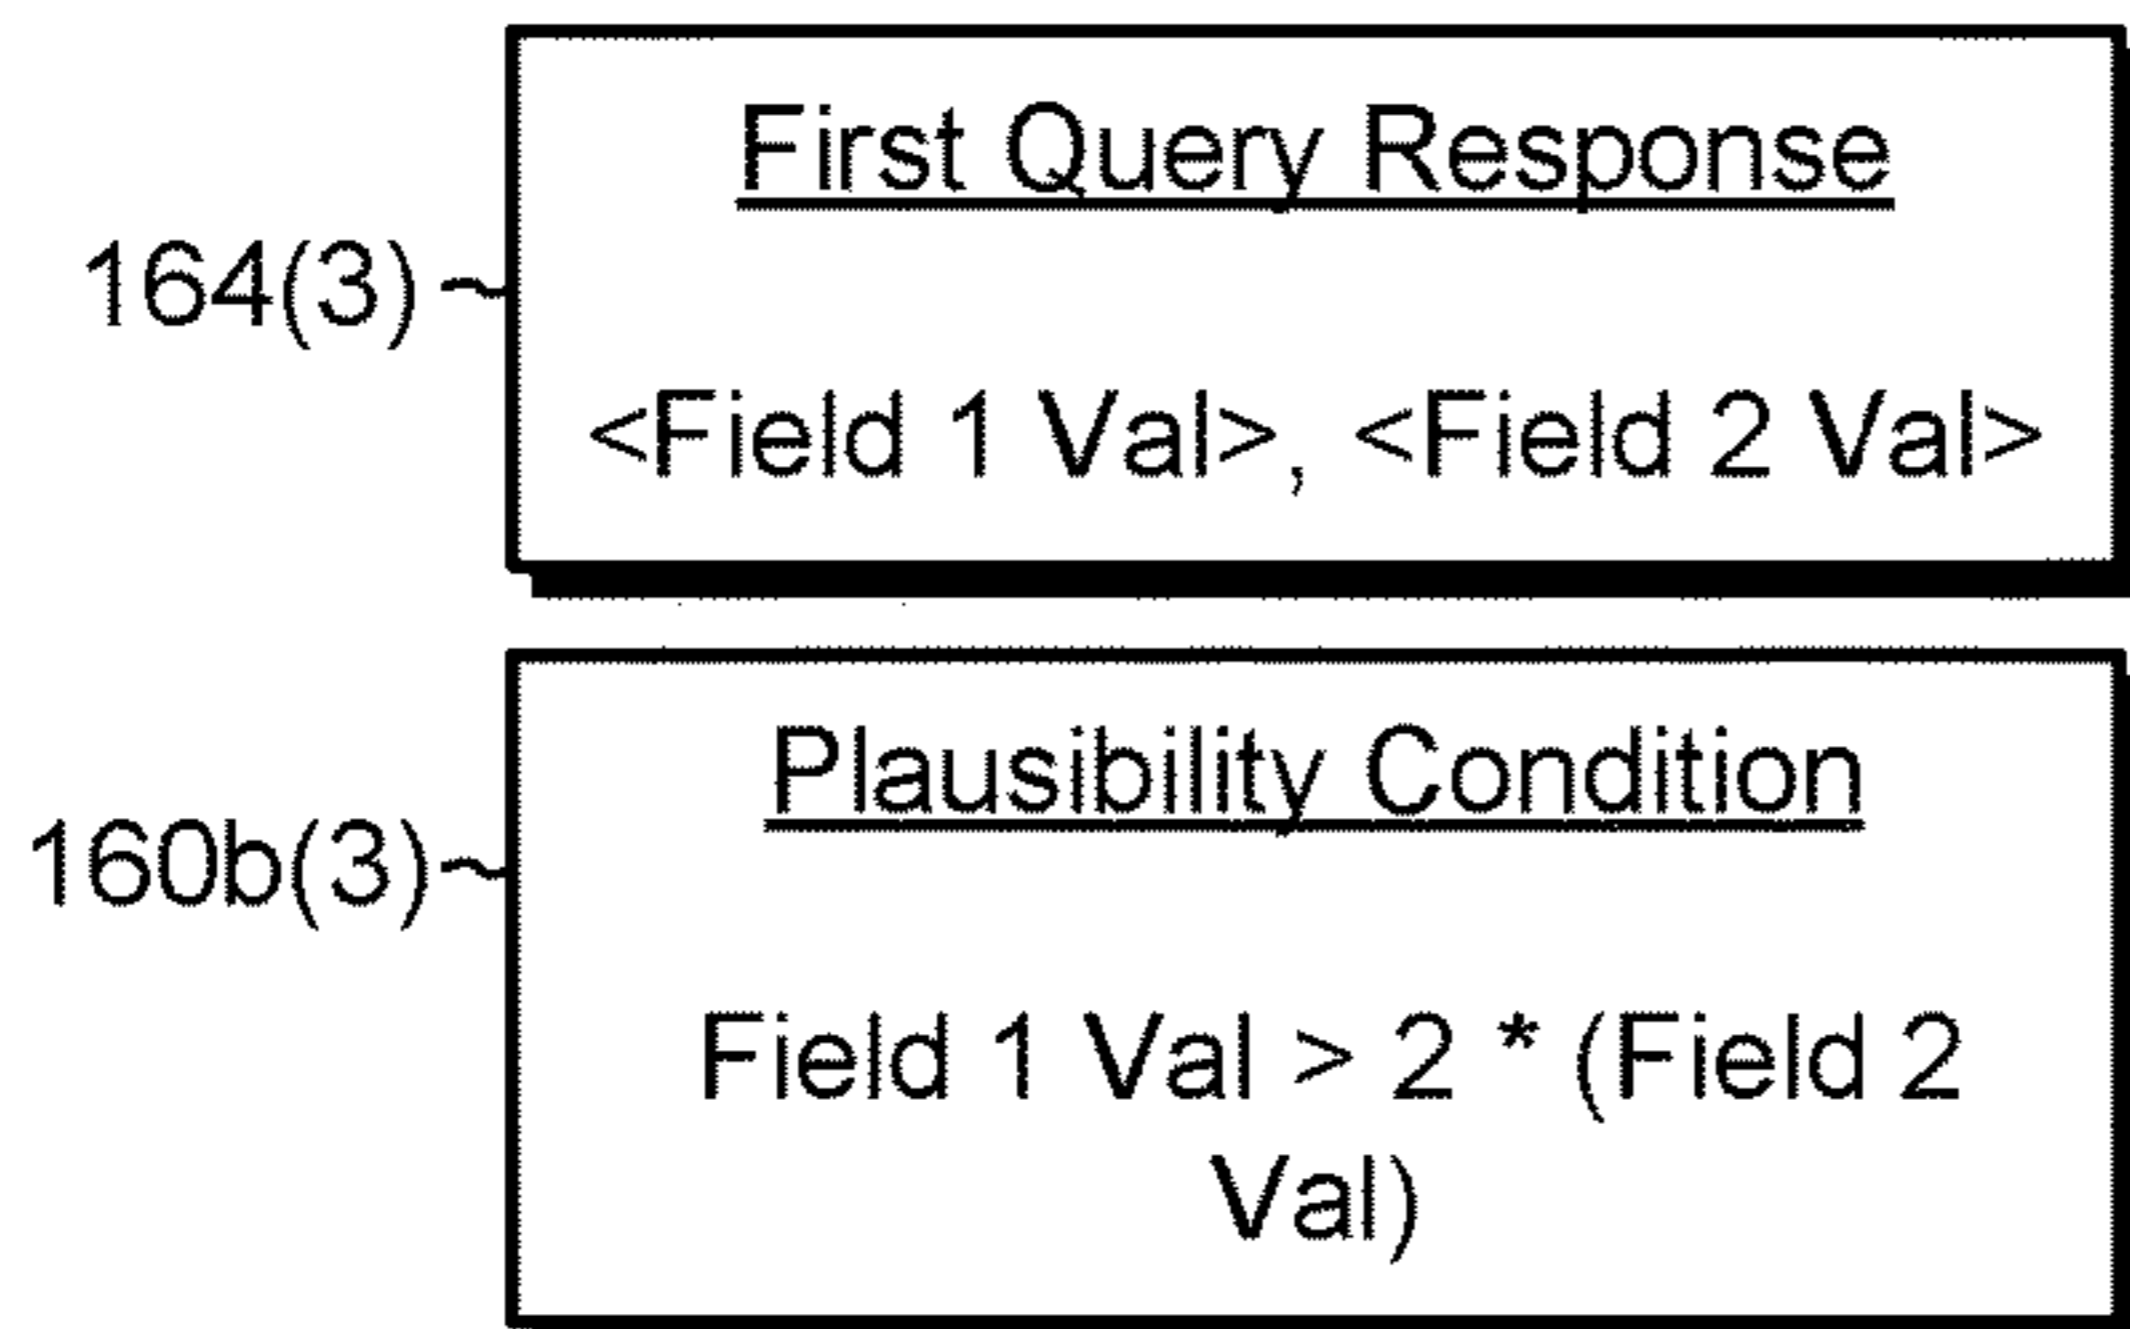 First Query Response
164(3)
<Field 1 Val>, <Field 2 Val>
Plausibility Condition
160b(3)
Field 1 Val > 2 * (Field 2
Val)